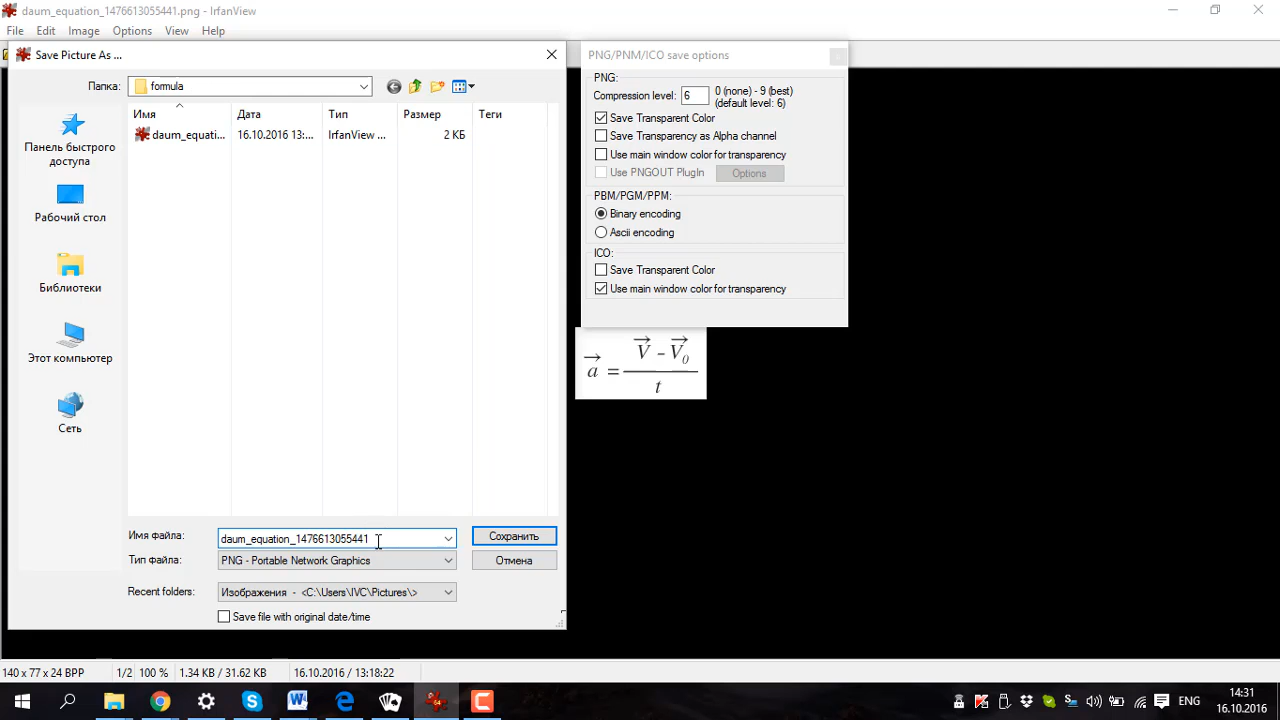 daum_equation_1476613055441.png - IrfanView
File Edit Image Options View Help
Save Picture As ...
Папка: formula
Имя Дата Тип Размер Теги
daum_equati... 16.10.2016 13:... IrfanView ... 2 КБ
Панель быстрого
доступа
Рабочий стол
Библиотеки
Этот компьютер
Сеть
Имя файла: daum_equation_1476613055441 Сохранить
Тип файла: PNG - Portable Network Graphics Отмена
Recent folders: Изображения - <C:\Users\IVC\Pictures\>
Save file with original date/time
PNG/PNM/ICO save options
PNG:
Compression level: 6 0 (none) - 9 (best)
(default level: 6)
Save Transparent Color
Save Transparency as Alpha channel
Use main window color for transparency
Use PNGOUT PlugIn Options
PBM/PGM/PPM:
Binary encoding
Ascii encoding
ICO:
Save Transparent Color
Use main window color for transparency
V⃗ - V⃗₀
a⃗ =
t
140 x 77 x 24 BPP 1/2 100 % 1.34 KB / 31.62 KB 16.10.2016 / 13:18:22
64
ENG
14:31
16.10.2016